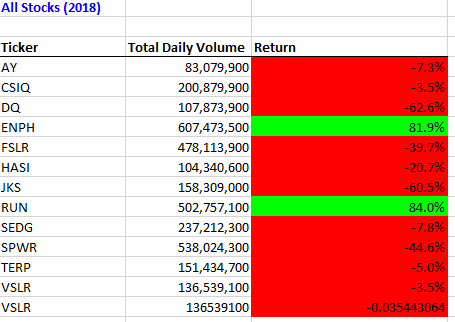 All Stocks (2018)
Ticker Total Daily Volume Return
AY 83,079,900 -7.3%
CSIQ 200,879,900 -3.5%
DQ 107,873,900 -62.6%
ENPH 607,473,500 81.9%
FSLR 478,113,900 -39.7%
HASI 104,340,600 -20.7%
JKS 158,309,000 -60.5%
RUN 502,757,100 84.0%
SEDG 237,212,300 -7.8%
SPWR 538,024,300 -44.6%
TERP 151,434,700 -5.0%
VSLR 136,539,100 -3.5%
VSLR 136539100 -0.035443064